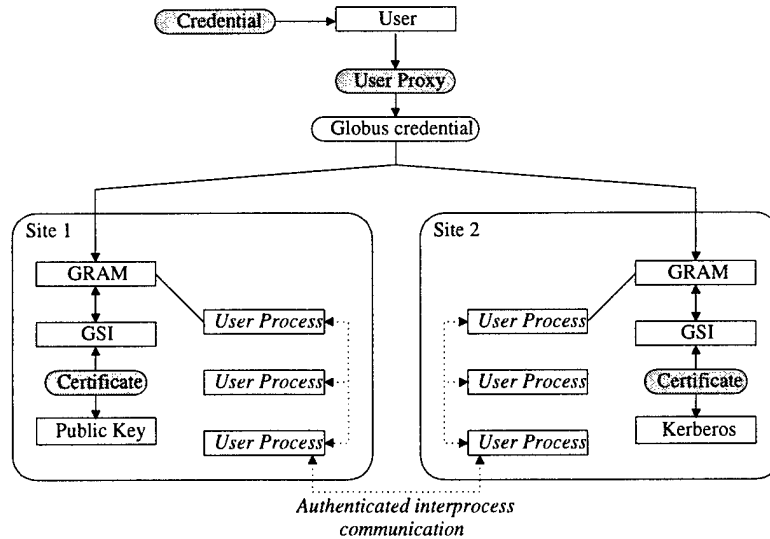 Credential
User
User Proxy
Globus credential
Site 1
GRAM
GSI
Certificate
Public Key
User Process
User Process
User Process
Site 2
User Process
User Process
User Process
GRAM
GSI
Certificate
Kerberos
Authenticated interprocess
communication